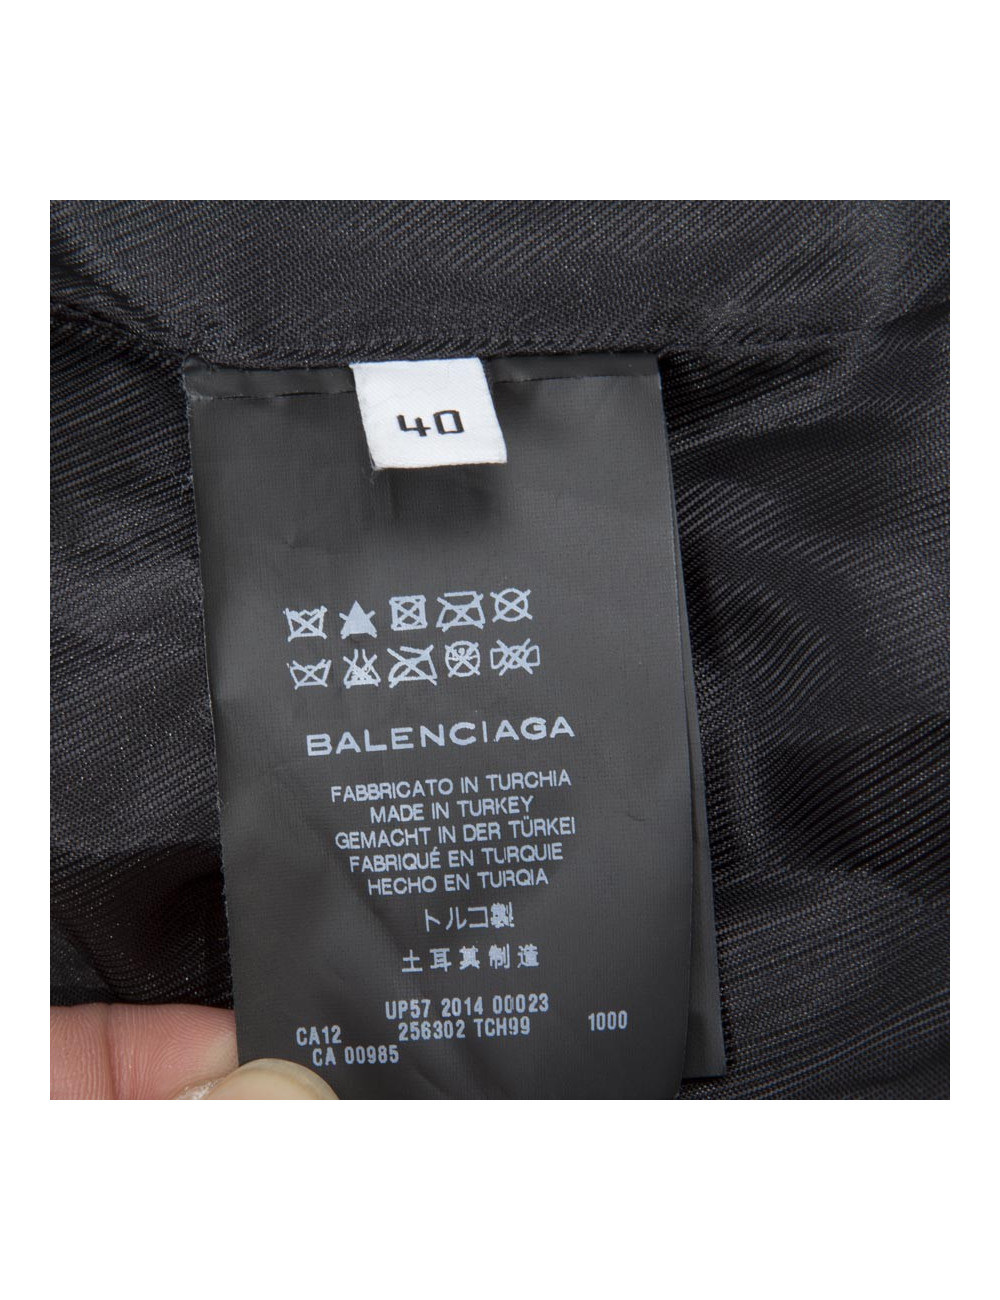 40
BALENCIAGA
FABBRICATO IN TURCHIA
MADE IN TURKEY
GEMACHT IN DER TÜRKEI
FABRIQUÉ EN TURQUIE
HECHO EN TURQIA
トルコ製
土耳其制造
UP57 2014 00023
CA12 256302 TCH99 1000
CA 00985